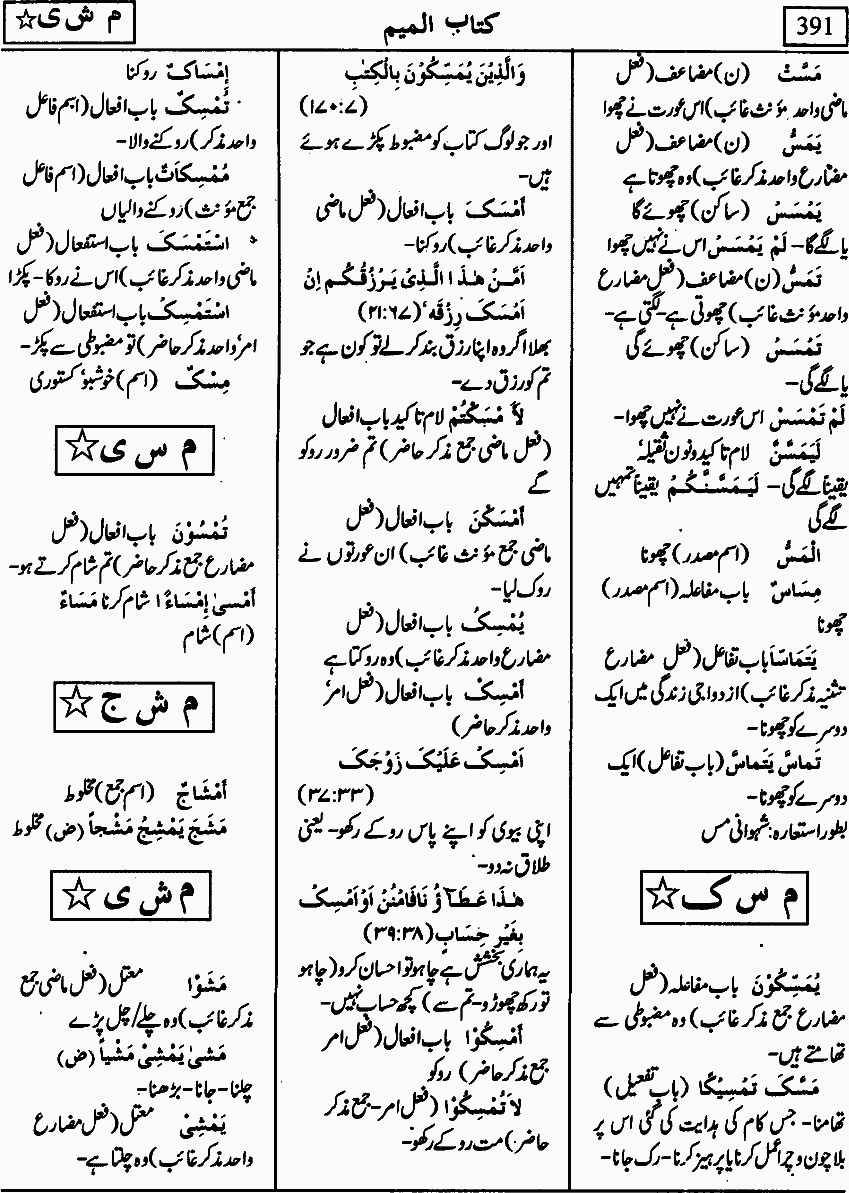 391
كتاب الميم
م ش ی☆
مَسَّتْ (ن) مضاعف (فعل
ماضی واحد مؤنث غائب) اس عورت نے چھوا
یَمَسُّ (ن) مضاعف (فعل
مضارع واحد مذکر غائب) وہ چھوتا ہے
یَمْسَسْ (ساکن) چھوئے گا
یا لگے گا- لَمْ یَمْسَسْ اس نے نہیں چھوا
تَمَسُّ (ن) مضاعف (فعل مضارع
واحد مؤنث غائب) چھوتی ہے- لگتی ہے-
تَمْسَسْ (ساکن) چھوئے گی
یا لگے گی-
لَمْ تَمْسَسْ اس عورت نے نہیں چھوا-
لَیَمَسَّنَّ لام تاکید و نون ثقیلہ
یقیناً لگے گی- لَیَمَسَّنَّكُمْ یقیناً تمہیں
لگے گی
الْمَسُّ (اسم مصدر) چھونا
مِسَاسٌ باب مفاعلہ (اسم مصدر)
چھونا
یَتَمَاسَّا باب تفاعل (فعل مضارع
تثنیہ مذکر غائب) ازدواجی زندگی میں ایک
دوسرے کو چھونا-
تَمَاسَّ یَتَمَاسُّ (باب تفاعل) ایک
دوسرے کو چھونا-
بطور استعارہ: شہوانی مس
م س ک☆
یُمَسِّكُوْنَ باب مفاعلہ (فعل
مضارع جمع مذکر غائب) وہ مضبوطی سے
تھامتے ہیں-
مَسَّكَ تَمْسِیْكًا (باب تفعیل)
تھامنا- جس کام کی ہدایت کی گئی اس پر
بلا چون و چرا عمل کرنا یا پرہیز کرنا- رک جانا-
وَالَّذِیْنَ یُمَسِّكُوْنَ بِالْكِتٰبِ
(۱۷۰:۷)
اور جو لوگ کتاب کو مضبوط پکڑے ہوئے
ہیں-
اَمْسَكَ باب افعال (فعل ماضی
واحد مذکر غائب) روکنا-
اَمَّنْ هٰذَا الَّذِیْ یَرْزُقُكُمْ اِنْ
اَمْسَكَ رِزْقَهٗ (۲۱:۶۷)
بھلا اگر وہ اپنا رزق بند کر لے تو کون ہے جو
تم کو رزق دے-
لَاَ مْسَكْتُمْ لام تاکید باب افعال
(فعل ماضی جمع مذکر حاضر) تم ضرور روکو
گے
اَمْسَكْنَ باب افعال (فعل
ماضی جمع مؤنث غائب) ان عورتوں نے
روک لیا-
یُمْسِكُ باب افعال (فعل
مضارع واحد مذکر غائب) وہ روکتا ہے
اَمْسِكْ باب افعال (فعل امر
واحد مذکر حاضر)
اَمْسِكْ عَلَیْكَ زَوْجَكَ
(۳۷:۳۳)
اپنی بیوی کو اپنے پاس روکے رکھو- یعنی
طلاق نہ دو-
هٰذَا عَطَآؤُ نَا فَامْنُنْ اَوْ اَمْسِكْ
بِغَیْرِ حِسَابٍ (۳۹:۳۸)
یہ ہماری بخشش ہے چاہو تو احسان کرو (چاہو
تو رکھ چھوڑو- تم سے) کچھ حساب نہیں-
اَمْسِكُوْا باب افعال (فعل امر
جمع مذکر حاضر) روکو
لَا تُمْسِكُوْا (فعل امر- جمع مذکر
حاضر) مت روکے رکھو-
اِمْسَاكٌ روکنا
تُمْسِكٌ باب افعال (اسم فاعل
واحد مذکر) روکنے والا-
مُمْسِكَاتٌ باب افعال (اسم فاعل
جمع مؤنث) روکنے والیاں
اسْتَمْسَكَ باب استفعال (فعل
ماضی واحد مذکر غائب) اس نے روکا- پکڑا
اسْتَمْسِكْ باب استفعال (فعل
امر واحد مذکر حاضر) تو مضبوطی سے پکڑ-
مِسْكٌ (اسم) خوشبو کستوری
م س ی☆
تُمْسُوْنَ باب افعال (فعل
مضارع جمع مذکر حاضر) تم شام کرتے ہو-
اَمْسیٰ اِمْسَاءً ا شام کرنا مَسَاءٌ
(اسم) شام
م ش ج☆
اَمْشَاجٌ (اسم جمع) مخلوط
مَشَجَ یَمْشِجُ مَشْجاً (ض) مخلوط
م ش ی☆
مَشَوْا معتل (فعل ماضی جمع
مذکر غائب) وہ چلے/ چل پڑے
مَشیٰ یَمْشِیْ مَشْیاً (ض)
چلنا- جانا- بڑھنا-
یَمْشِیْ معتل (فعل مضارع
واحد مذکر غائب) وہ چلتا ہے-